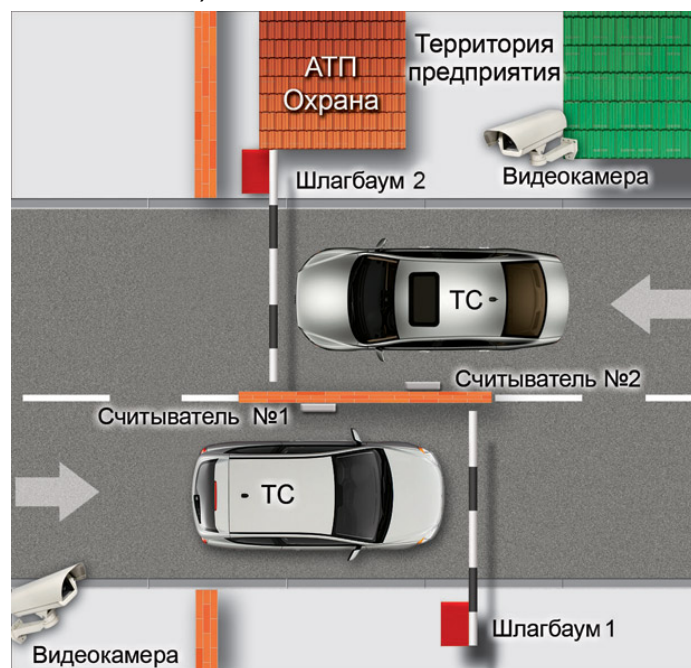 АТП
Охрана
Территория
предприятия
Шлагбаум 2
Видеокамера
ТС
Считыватель №2
Считыватель №1
ТС
Шлагбаум 1
Видеокамера